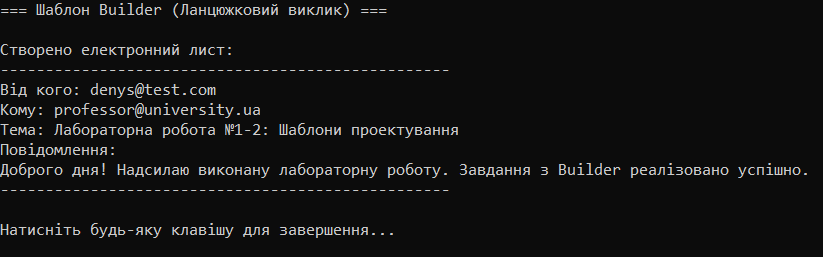 === Шаблон Builder (Ланцюжковий виклик) ===
Створено електронний лист:
--------------------------------------------------
Від кого: denys@test.com
Кому: professor@university.ua
Тема: Лабораторна робота №1-2: Шаблони проектування
Повідомлення:
Доброго дня! Надсилаю виконану лабораторну роботу. Завдання з Builder реалізовано успішно.
--------------------------------------------------
Натисніть будь-яку клавішу для завершення...